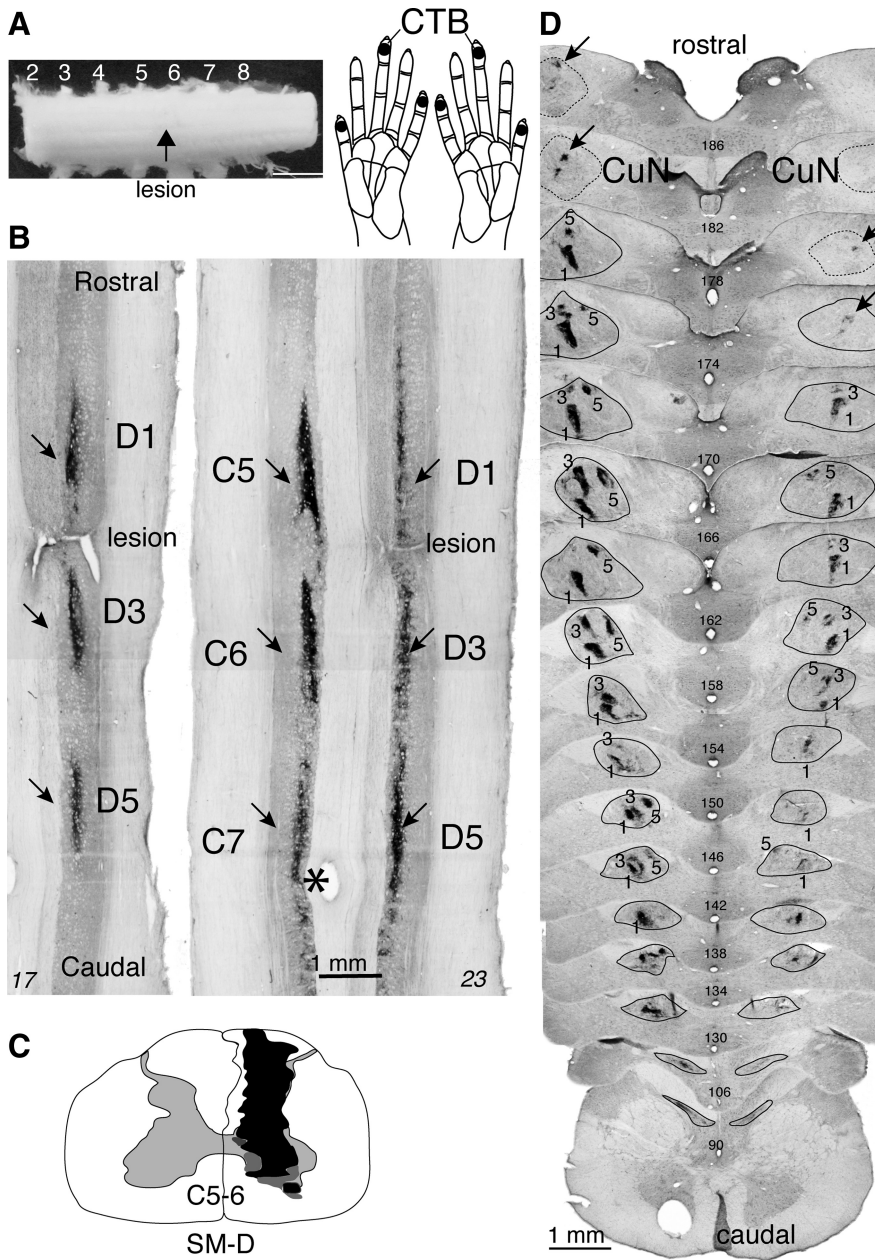 A
2 3 4 5 6 7 8
lesion
CTB
B
Rostral
D1
lesion
D3
D5
Caudal
17
C5
C6
C7
*
1 mm
D1
lesion
D3
D5
23
C
C5-6
SM-D
D
rostral
186
CuN CuN
182
5
1
178
3 5
1
174
3 5 3
1 1
170
3 5
5 1
1
166
5 3
1 1
162
3 5 5 3
1 1
158
3 5 3
1 1
154
3
1 1
150
3
1 5 1
146
3 5 5
1 1
142
1
138
134
130
106
90
1 mm
caudal